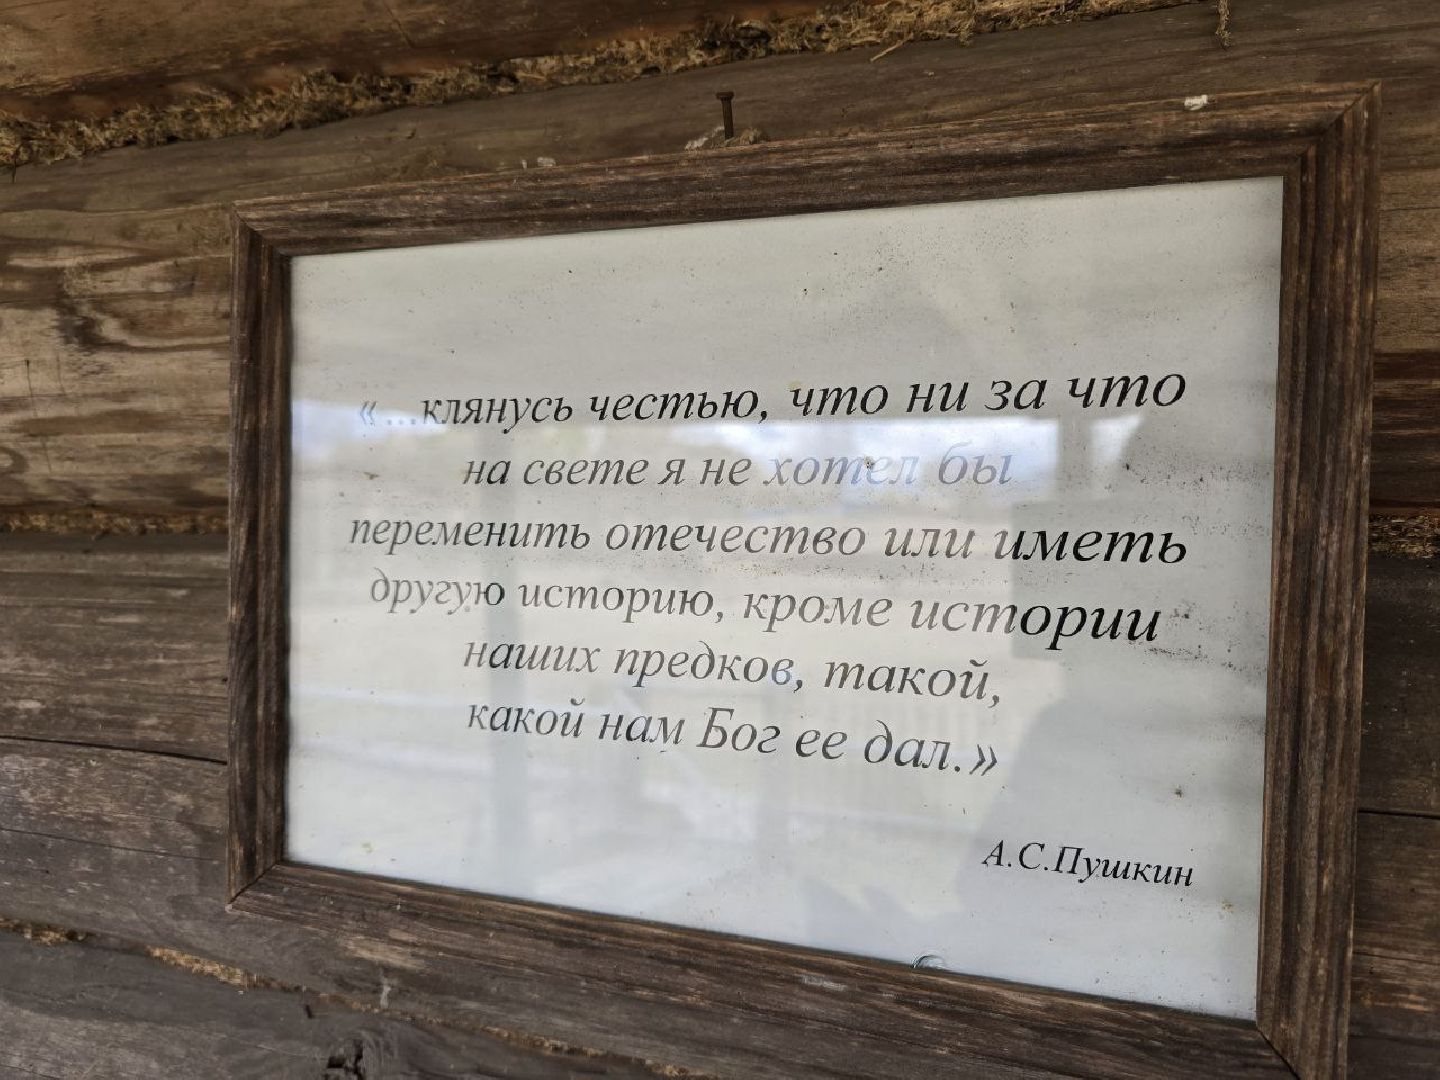 «...клянусь честью, что ни за что
на свете я не хотел бы
переменить отечество или иметь
другую историю, кроме истории
наших предков, такой,
какой нам Бог ее дал.»
А.С.Пушкин